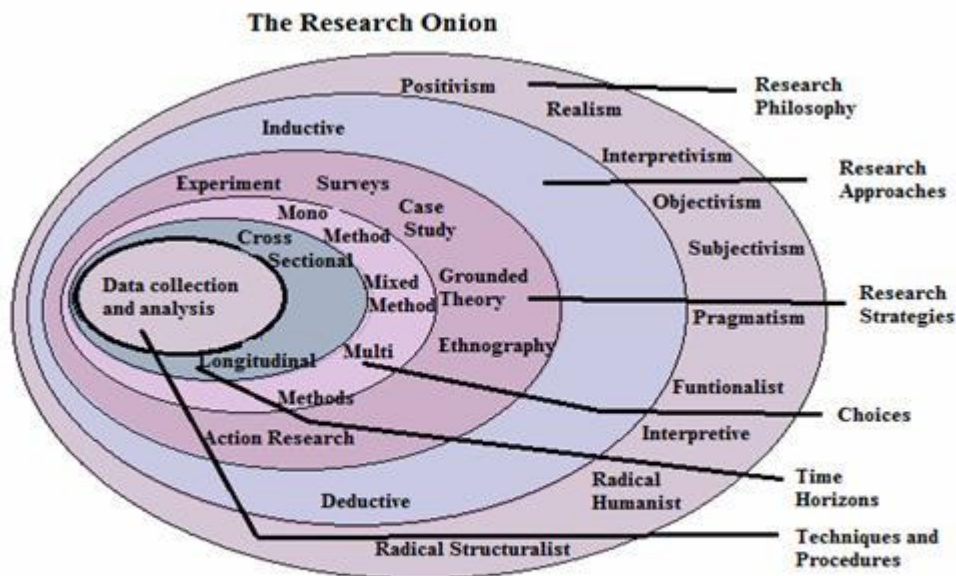 The Research Onion
Positivism
Realism
Interpretivism
Objectivism
Subjectivism
Pragmatism
Funtionalist
Interpretive
Radical
Humanist
Radical Structuralist
Inductive
Deductive
Experiment
Surveys
Case
Study
Grounded
Theory
Ethnography
Action Research
Mono
Method
Mixed
Method
Multi
Methods
Cross
Sectional
Longitudinal
Data collection
and analysis
Research
Philosophy
Research
Approaches
Research
Strategies
Choices
Time
Horizons
Techniques and
Procedures